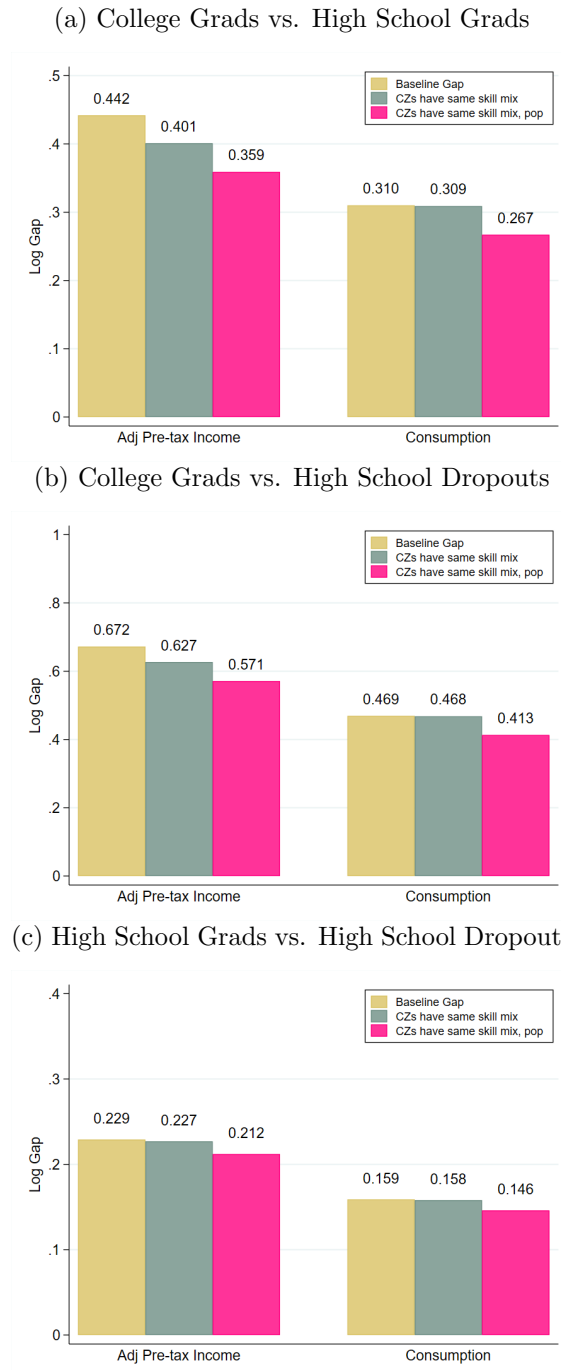 (a) College Grads vs. High School Grads
Baseline Gap
CZs have same skill mix
CZs have same skill mix, pop
.5
.4
.3
.2
.1
0
Log Gap
0.442
0.401
0.359
0.310
0.309
0.267
Adj Pre-tax Income
Consumption
(b) College Grads vs. High School Dropouts
Baseline Gap
CZs have same skill mix
CZs have same skill mix, pop
1
.8
.6
.4
.2
0
Log Gap
0.672
0.627
0.571
0.469
0.468
0.413
Adj Pre-tax Income
Consumption
(c) High School Grads vs. High School Dropout
Baseline Gap
CZs have same skill mix
CZs have same skill mix, pop
.4
.3
.2
.1
0
Log Gap
0.229
0.227
0.212
0.159
0.158
0.146
Adj Pre-tax Income
Consumption